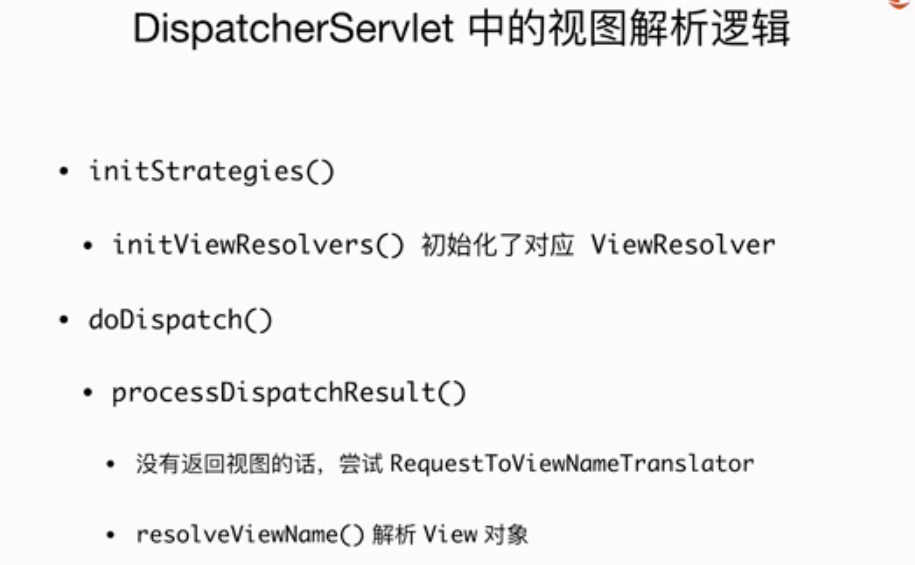 DispatcherServlet 中的视图解析逻辑
• initStrategies()
• initViewResolvers() 初始化了对应 ViewResolver
• doDispatch()
• processDispatchResult()
• 没有返回视图的话，尝试 RequestToViewNameTranslator
• resolveViewName() 解析 View 对象